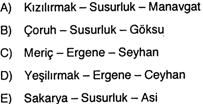 A) Kızılırmak – Susurluk – Manavgat
B) Çoruh – Susurluk – Göksu
C) Meriç – Ergene – Seyhan
D) Yeşilırmak – Ergene – Ceyhan
E) Sakarya – Susurluk – Asi